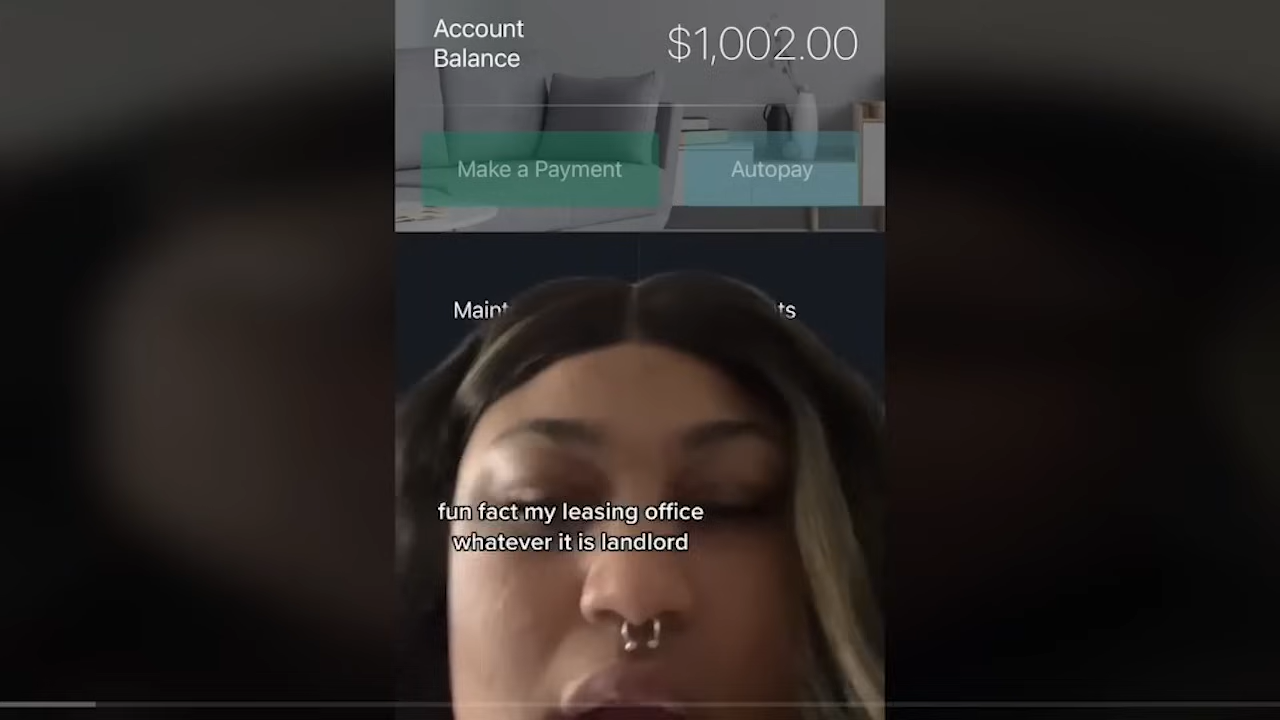 Account
Balance
$1,002.00
Make a Payment
Autopay
fun fact my leasing office
whatever it is landlord